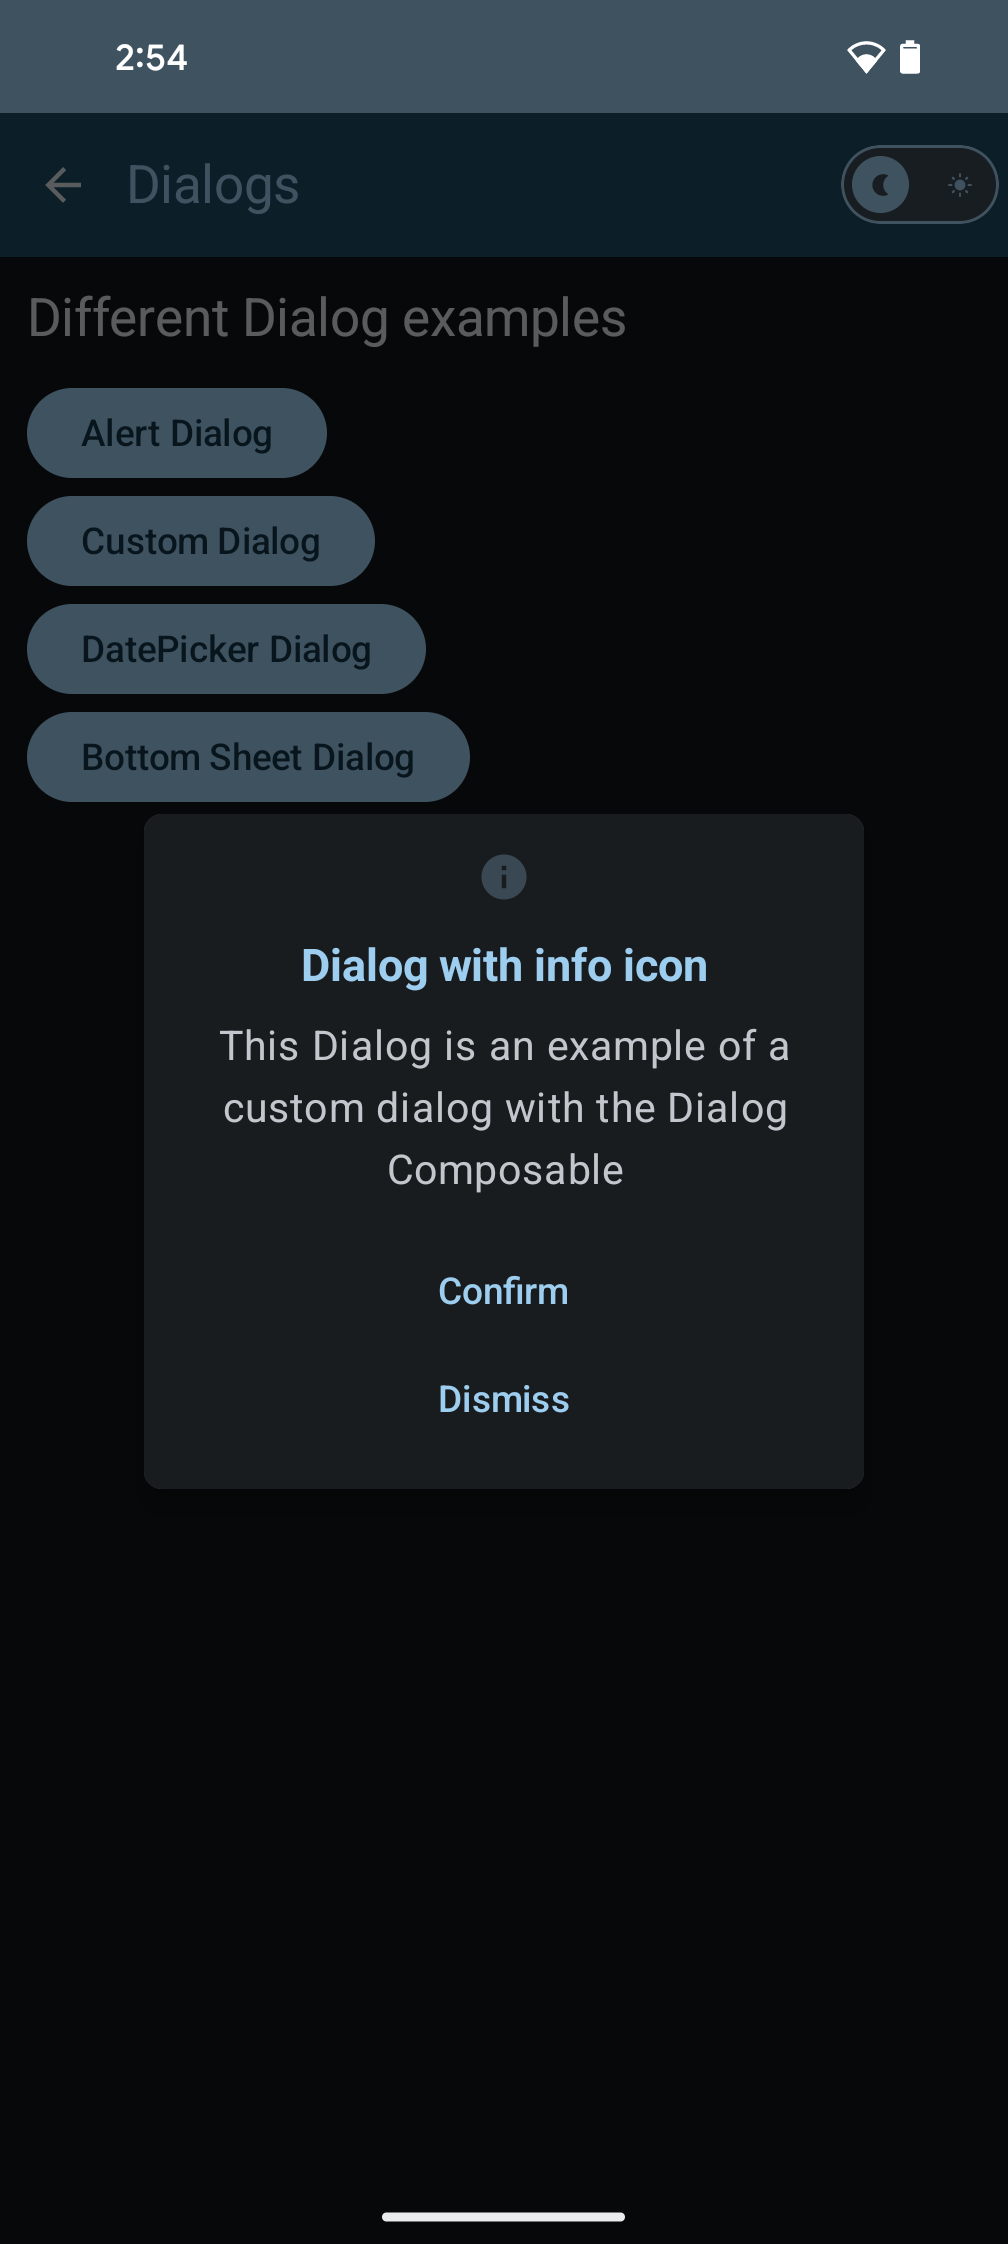 2:54
Dialogs
Different Dialog examples
Alert Dialog
Custom Dialog
DatePicker Dialog
Bottom Sheet Dialog
Dialog with info icon
This Dialog is an example of a
custom dialog with the Dialog
Composable
Confirm
Dismiss